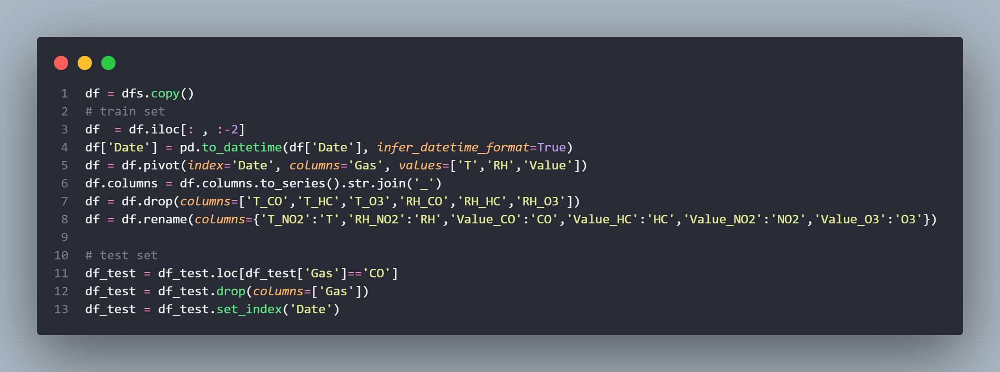 1 df = dfs.copy()
2 # train set
3 df  = df.iloc[: , :-2]
4 df['Date'] = pd.to_datetime(df['Date'], infer_datetime_format=True)
5 df = df.pivot(index='Date', columns='Gas', values=['T','RH','Value'])
6 df.columns = df.columns.to_series().str.join('_')
7 df = df.drop(columns=['T_CO','T_HC','T_O3','RH_CO','RH_HC','RH_O3'])
8 df = df.rename(columns={'T_NO2':'T','RH_NO2':'RH','Value_CO':'CO','Value_HC':'HC','Value_NO2':'NO2','Value_O3':'O3'})
9
10 # test set
11 df_test = df_test.loc[df_test['Gas']=='CO']
12 df_test = df_test.drop(columns=['Gas'])
13 df_test = df_test.set_index('Date')